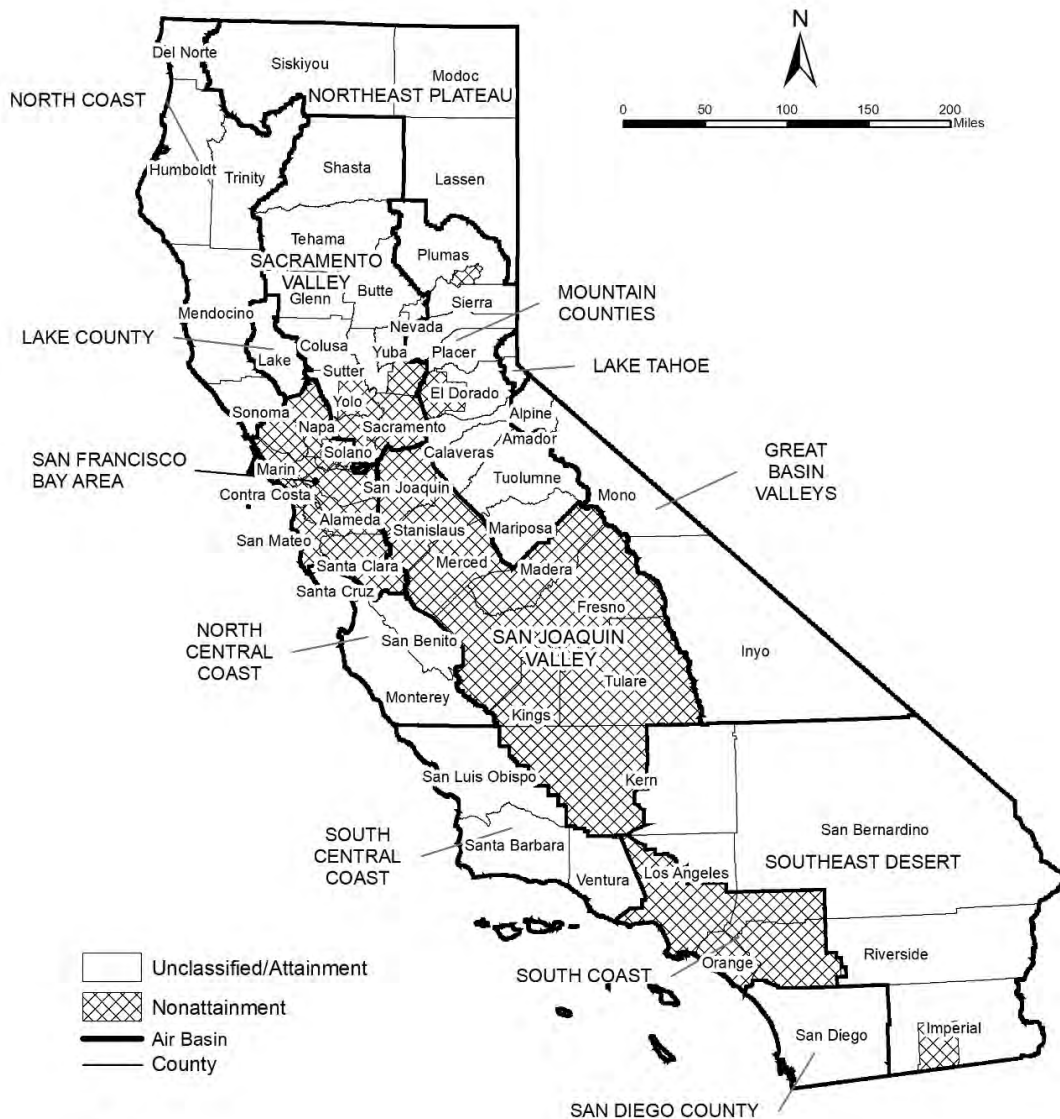 N
0 50 100 150 200
Miles
Del Norte
Siskiyou
Modoc
NORTH COAST
NORTHEAST PLATEAU
Humboldt
Trinity
Shasta
Lassen
Tehama
SACRAMENTO
VALLEY
Plumas
Butte
Glenn
Sierra
MOUNTAIN
COUNTIES
Mendocino
Nevada
LAKE COUNTY
Colusa
Yuba
Placer
Lake
LAKE TAHOE
Sutter
El Dorado
Yolo
Sonoma
Alpine
Napa
Sacramento
Amador
Solano
Calaveras
SAN FRANCISCO
BAY AREA
Marin
GREAT
BASIN
VALLEYS
Tuolumne
Contra Costa
San Joaquin
Mono
Alameda
Stanislaus
Mariposa
San Mateo
Santa Clara
Merced
Madera
Santa Cruz
Fresno
NORTH
CENTRAL
COAST
San Benito
SAN JOAQUIN
VALLEY
Inyo
Tulare
Monterey
Kings
San Luis Obispo
Kern
SOUTH
CENTRAL
COAST
Santa Barbara
San Bernardino
SOUTHEAST DESERT
Ventura
Los Angeles
Riverside
Orange
SOUTH COAST
San Diego
Imperial
SAN DIEGO COUNTY
Unclassified/Attainment
Nonattainment
Air Basin
County